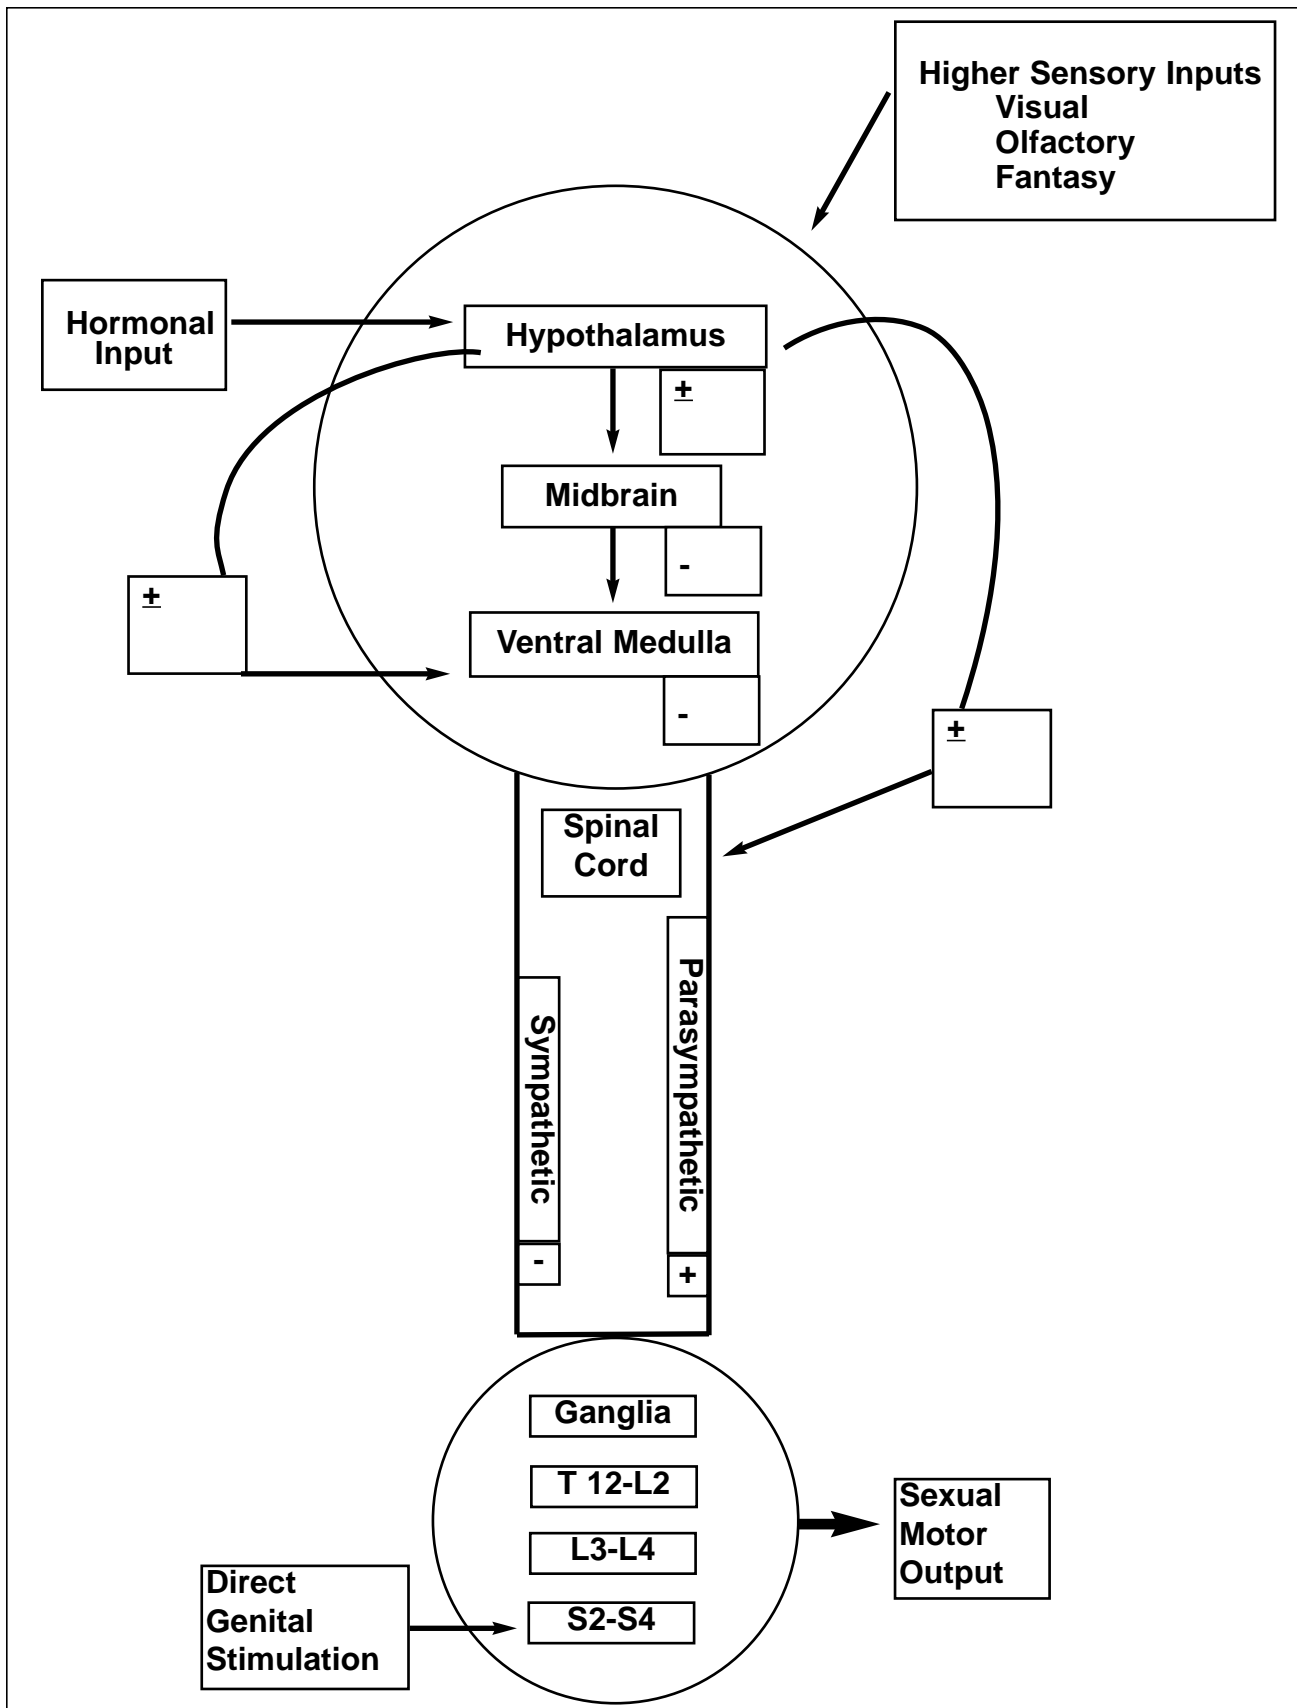 Higher Sensory Inputs
Visual
Olfactory
Fantasy
Hormonal
Input
Hypothalamus
±
Midbrain
-
±
Ventral Medulla
-
±
Spinal
Cord
Sympathetic
-
Parasympathetic
+
Ganglia
T 12-L2
L3-L4
S2-S4
Sexual
Motor
Output
Direct
Genital
Stimulation